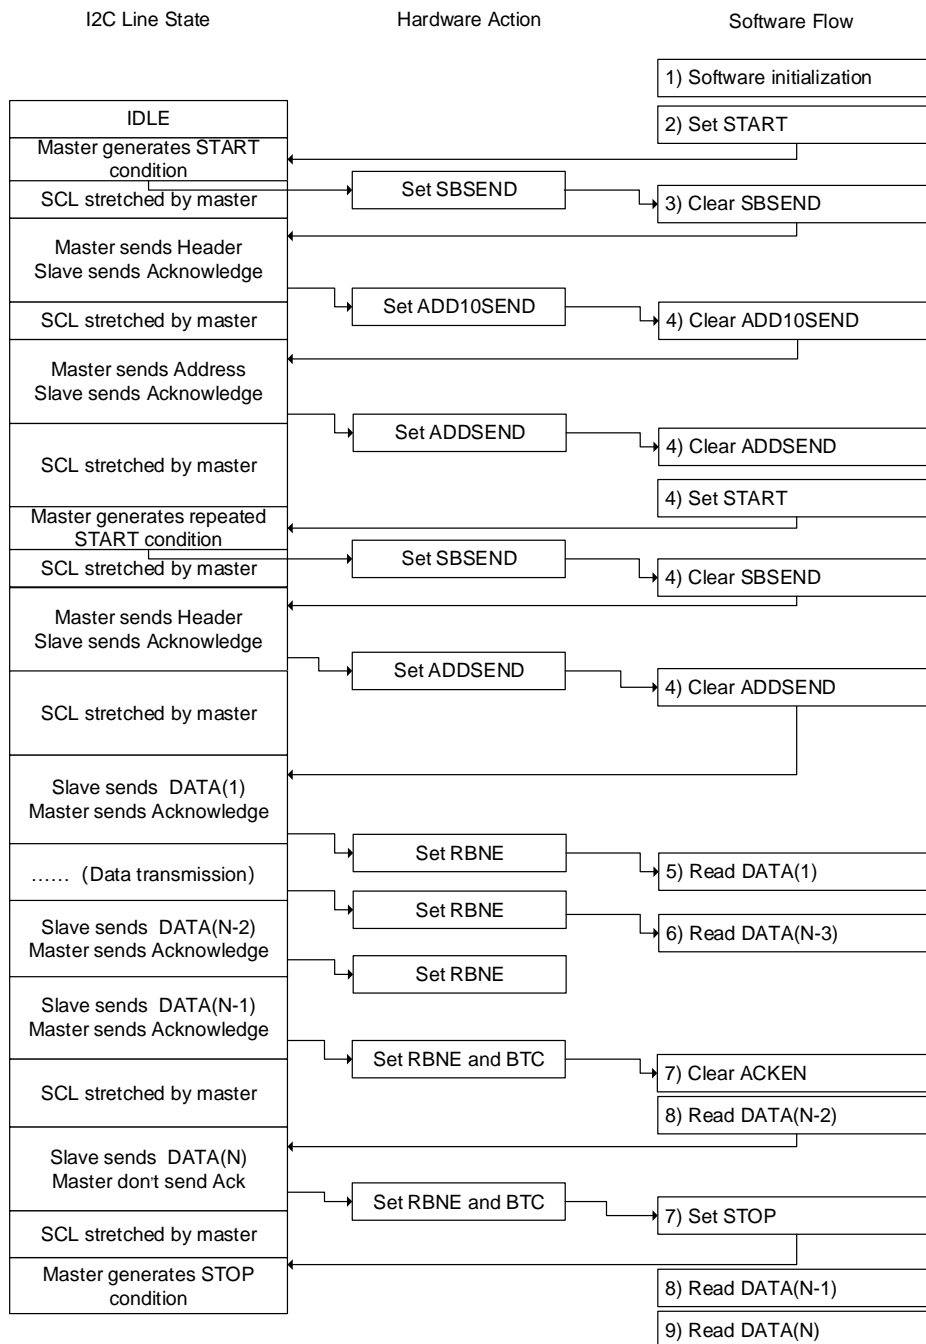 I2C Line State
Hardware Action
Software Flow
1) Software initialization
IDLE
2) Set START
Master generates START
condition
Set SBSEND
SCL stretched by master
3) Clear SBSEND
Master sends Header
Slave sends Acknowledge
Set ADD10SEND
SCL stretched by master
4) Clear ADD10SEND
Master sends Address
Slave sends Acknowledge
Set ADDSEND
4) Clear ADDSEND
SCL stretched by master
4) Set START
Master generates repeated
START condition
Set SBSEND
SCL stretched by master
4) Clear SBSEND
Master sends Header
Slave sends Acknowledge
Set ADDSEND
4) Clear ADDSEND
SCL stretched by master
Slave sends DATA(1)
Master sends Acknowledge
Set RBNE
5) Read DATA(1)
…… (Data transmission)
Set RBNE
6) Read DATA(N-3)
Slave sends DATA(N-2)
Master sends Acknowledge
Set RBNE
Slave sends DATA(N-1)
Master sends Acknowledge
Set RBNE and BTC
7) Clear ACKEN
SCL stretched by master
8) Read DATA(N-2)
Slave sends DATA(N)
Master don't send Ack
Set RBNE and BTC
7) Set STOP
SCL stretched by master
Master generates STOP
condition
8) Read DATA(N-1)
9) Read DATA(N)